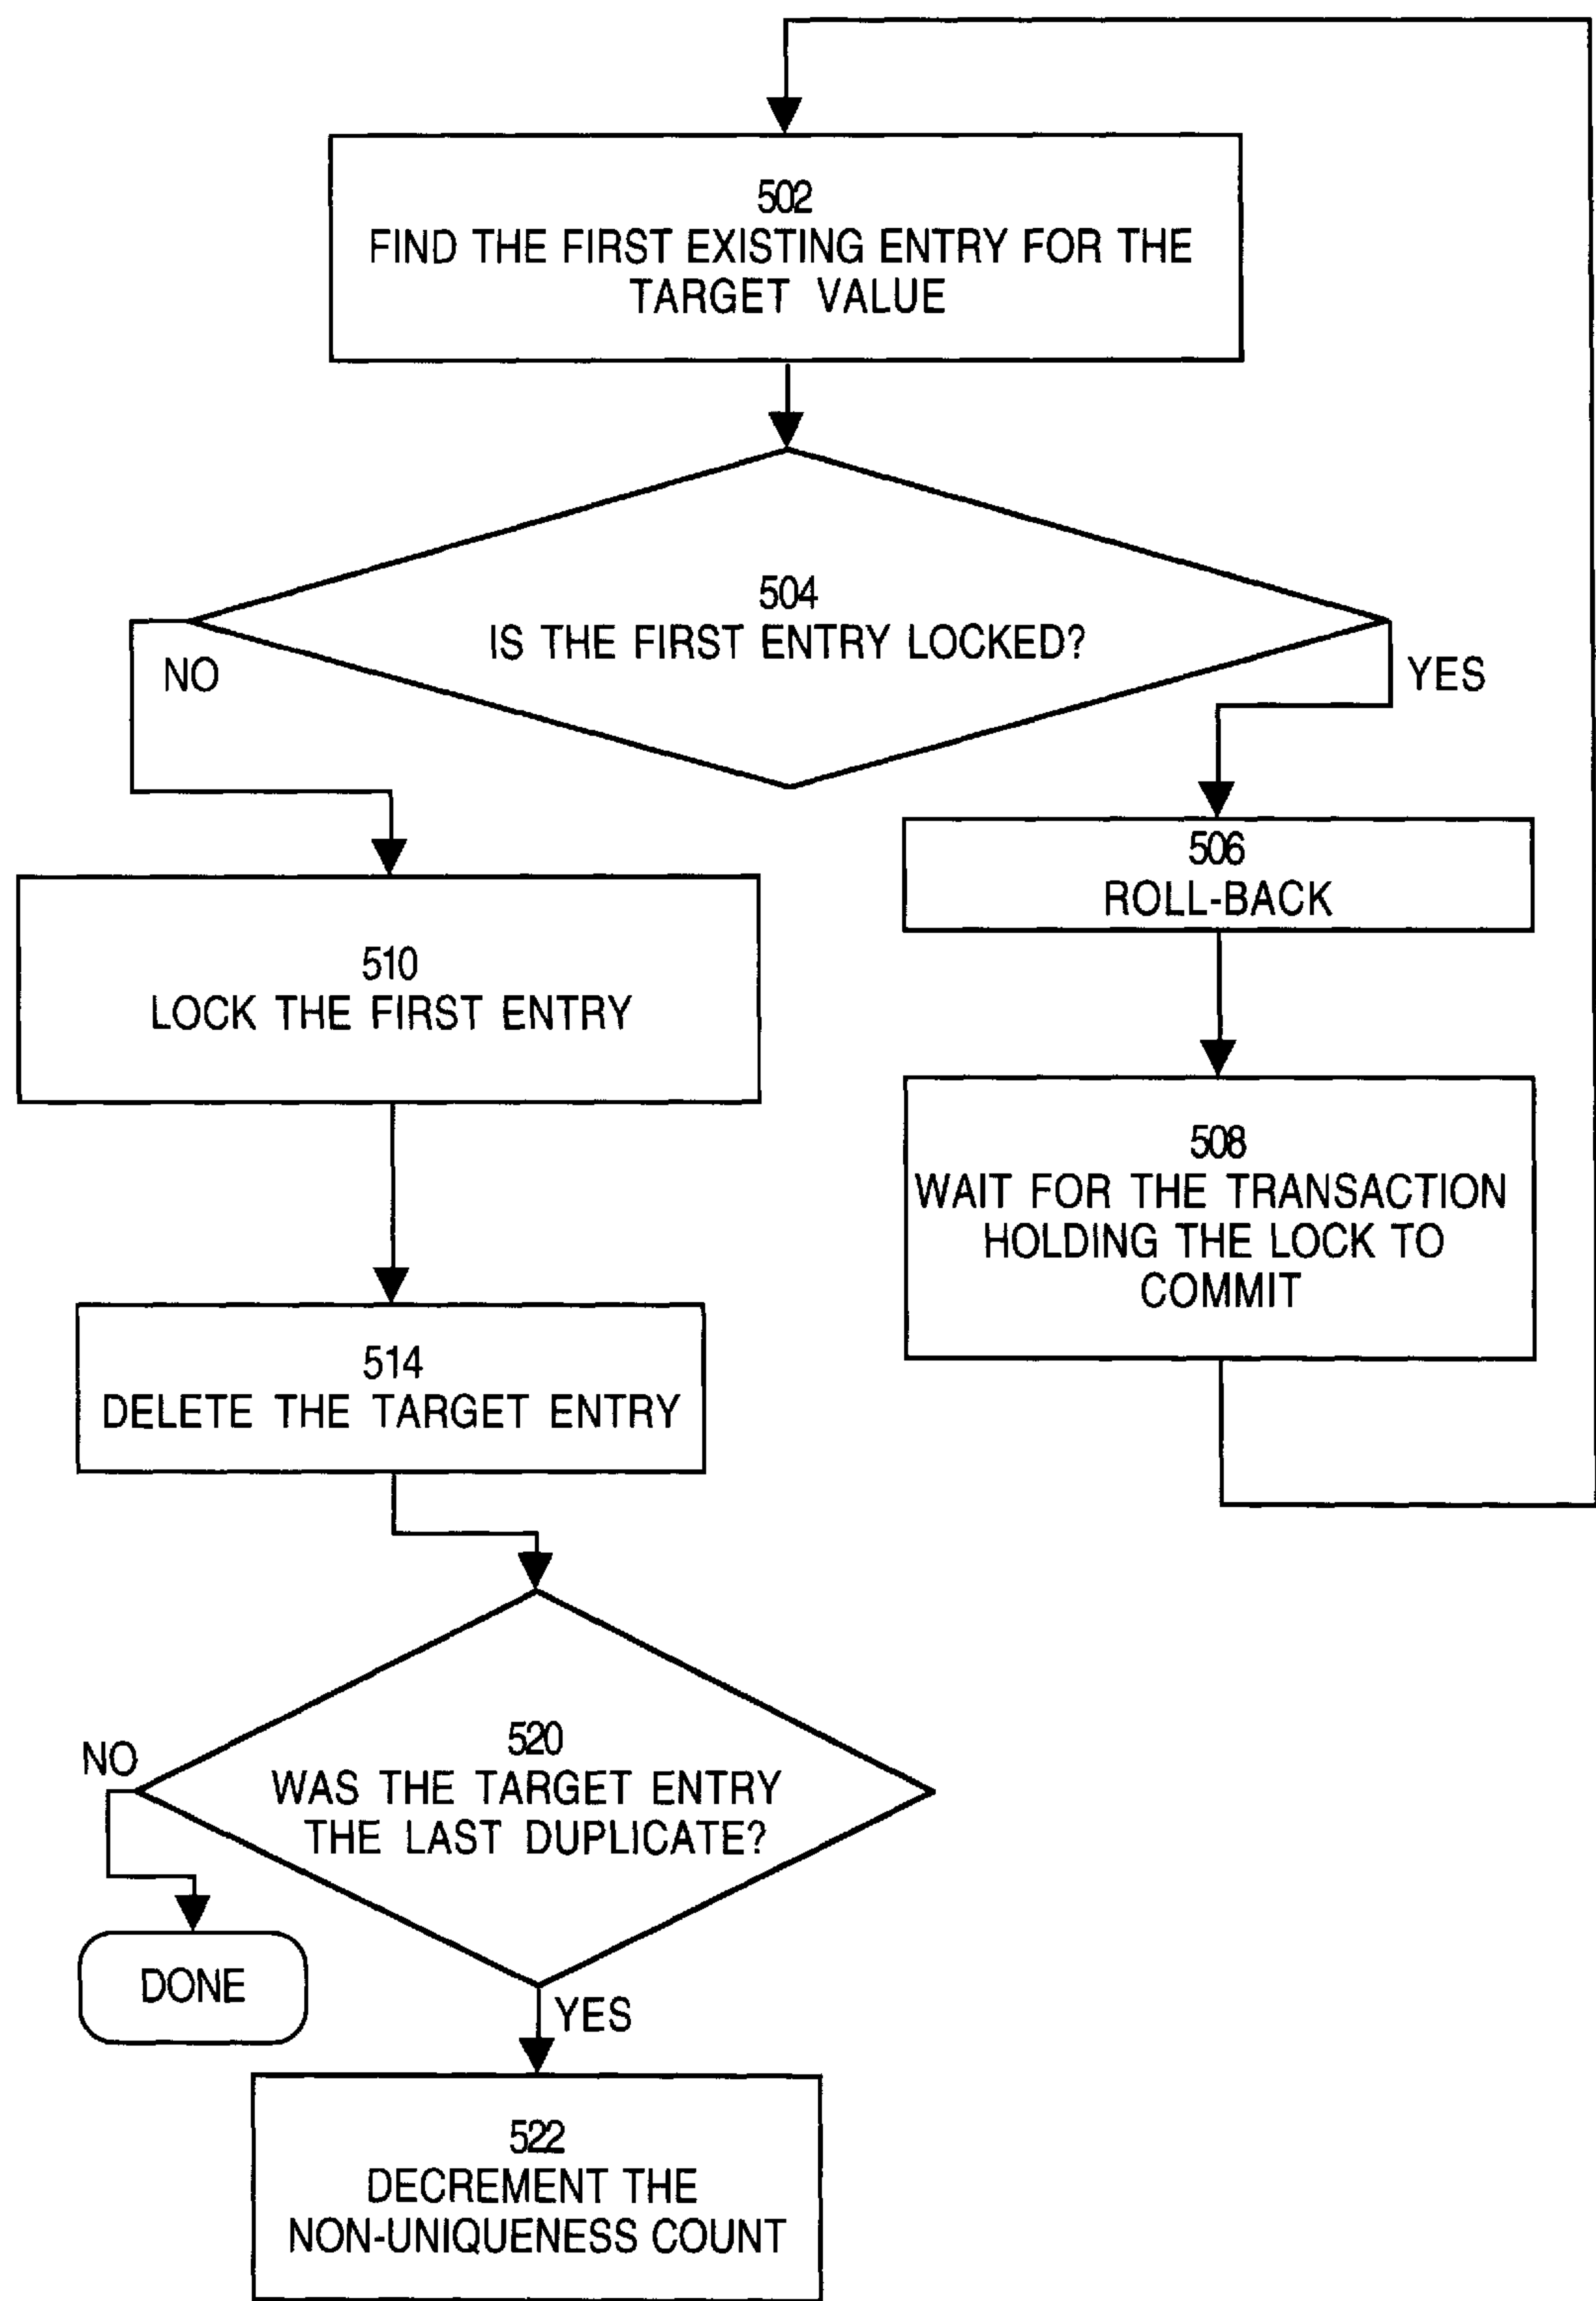 502
FIND THE FIRST EXISTING ENTRY FOR THE
TARGET VALUE
504
IS THE FIRST ENTRY LOCKED?
NO
YES
506
ROLL-BACK
510
LOCK THE FIRST ENTRY
508
WAIT FOR THE TRANSACTION
HOLDING THE LOCK TO
COMMIT
514
DELETE THE TARGET ENTRY
520
WAS THE TARGET ENTRY
THE LAST DUPLICATE?
NO
DONE
YES
522
DECREMENT THE
NON-UNIQUENESS COUNT